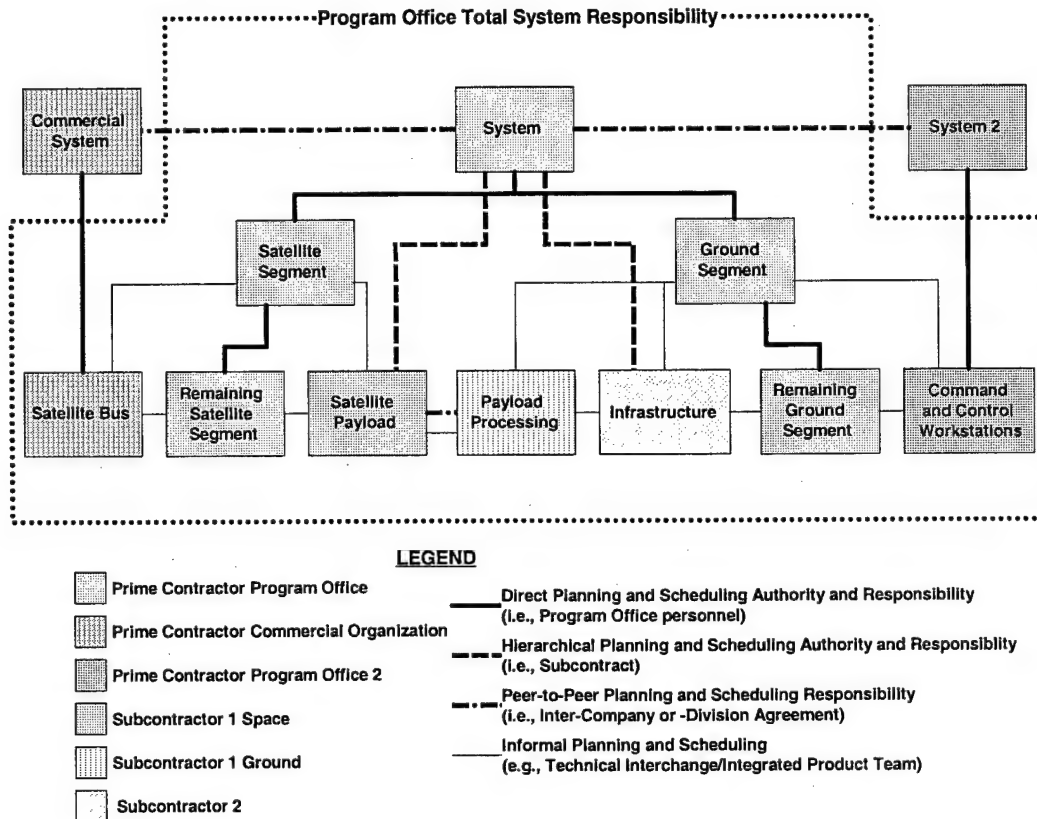 Program Office Total System Responsibility
Commercial
System
System
System 2
Satellite
Segment
Ground
Segment
Satellite Bus
Remaining
Satellite
Segment
Satellite
Payload
Payload
Processing
Infrastructure
Remaining
Ground
Segment
Command
and Control
Workstations
LEGEND
Prime Contractor Program Office
Prime Contractor Commercial Organization
Prime Contractor Program Office 2
Subcontractor 1 Space
Subcontractor 1 Ground
Subcontractor 2
Direct Planning and Scheduling Authority and Responsibility
(i.e., Program Office personnel)
Hierarchical Planning and Scheduling Authority and Responsiblity
(i.e., Subcontract)
Peer-to-Peer Planning and Scheduling Responsibility
(i.e., Inter-Company or -Division Agreement)
Informal Planning and Scheduling
(e.g., Technical Interchange/Integrated Product Team)